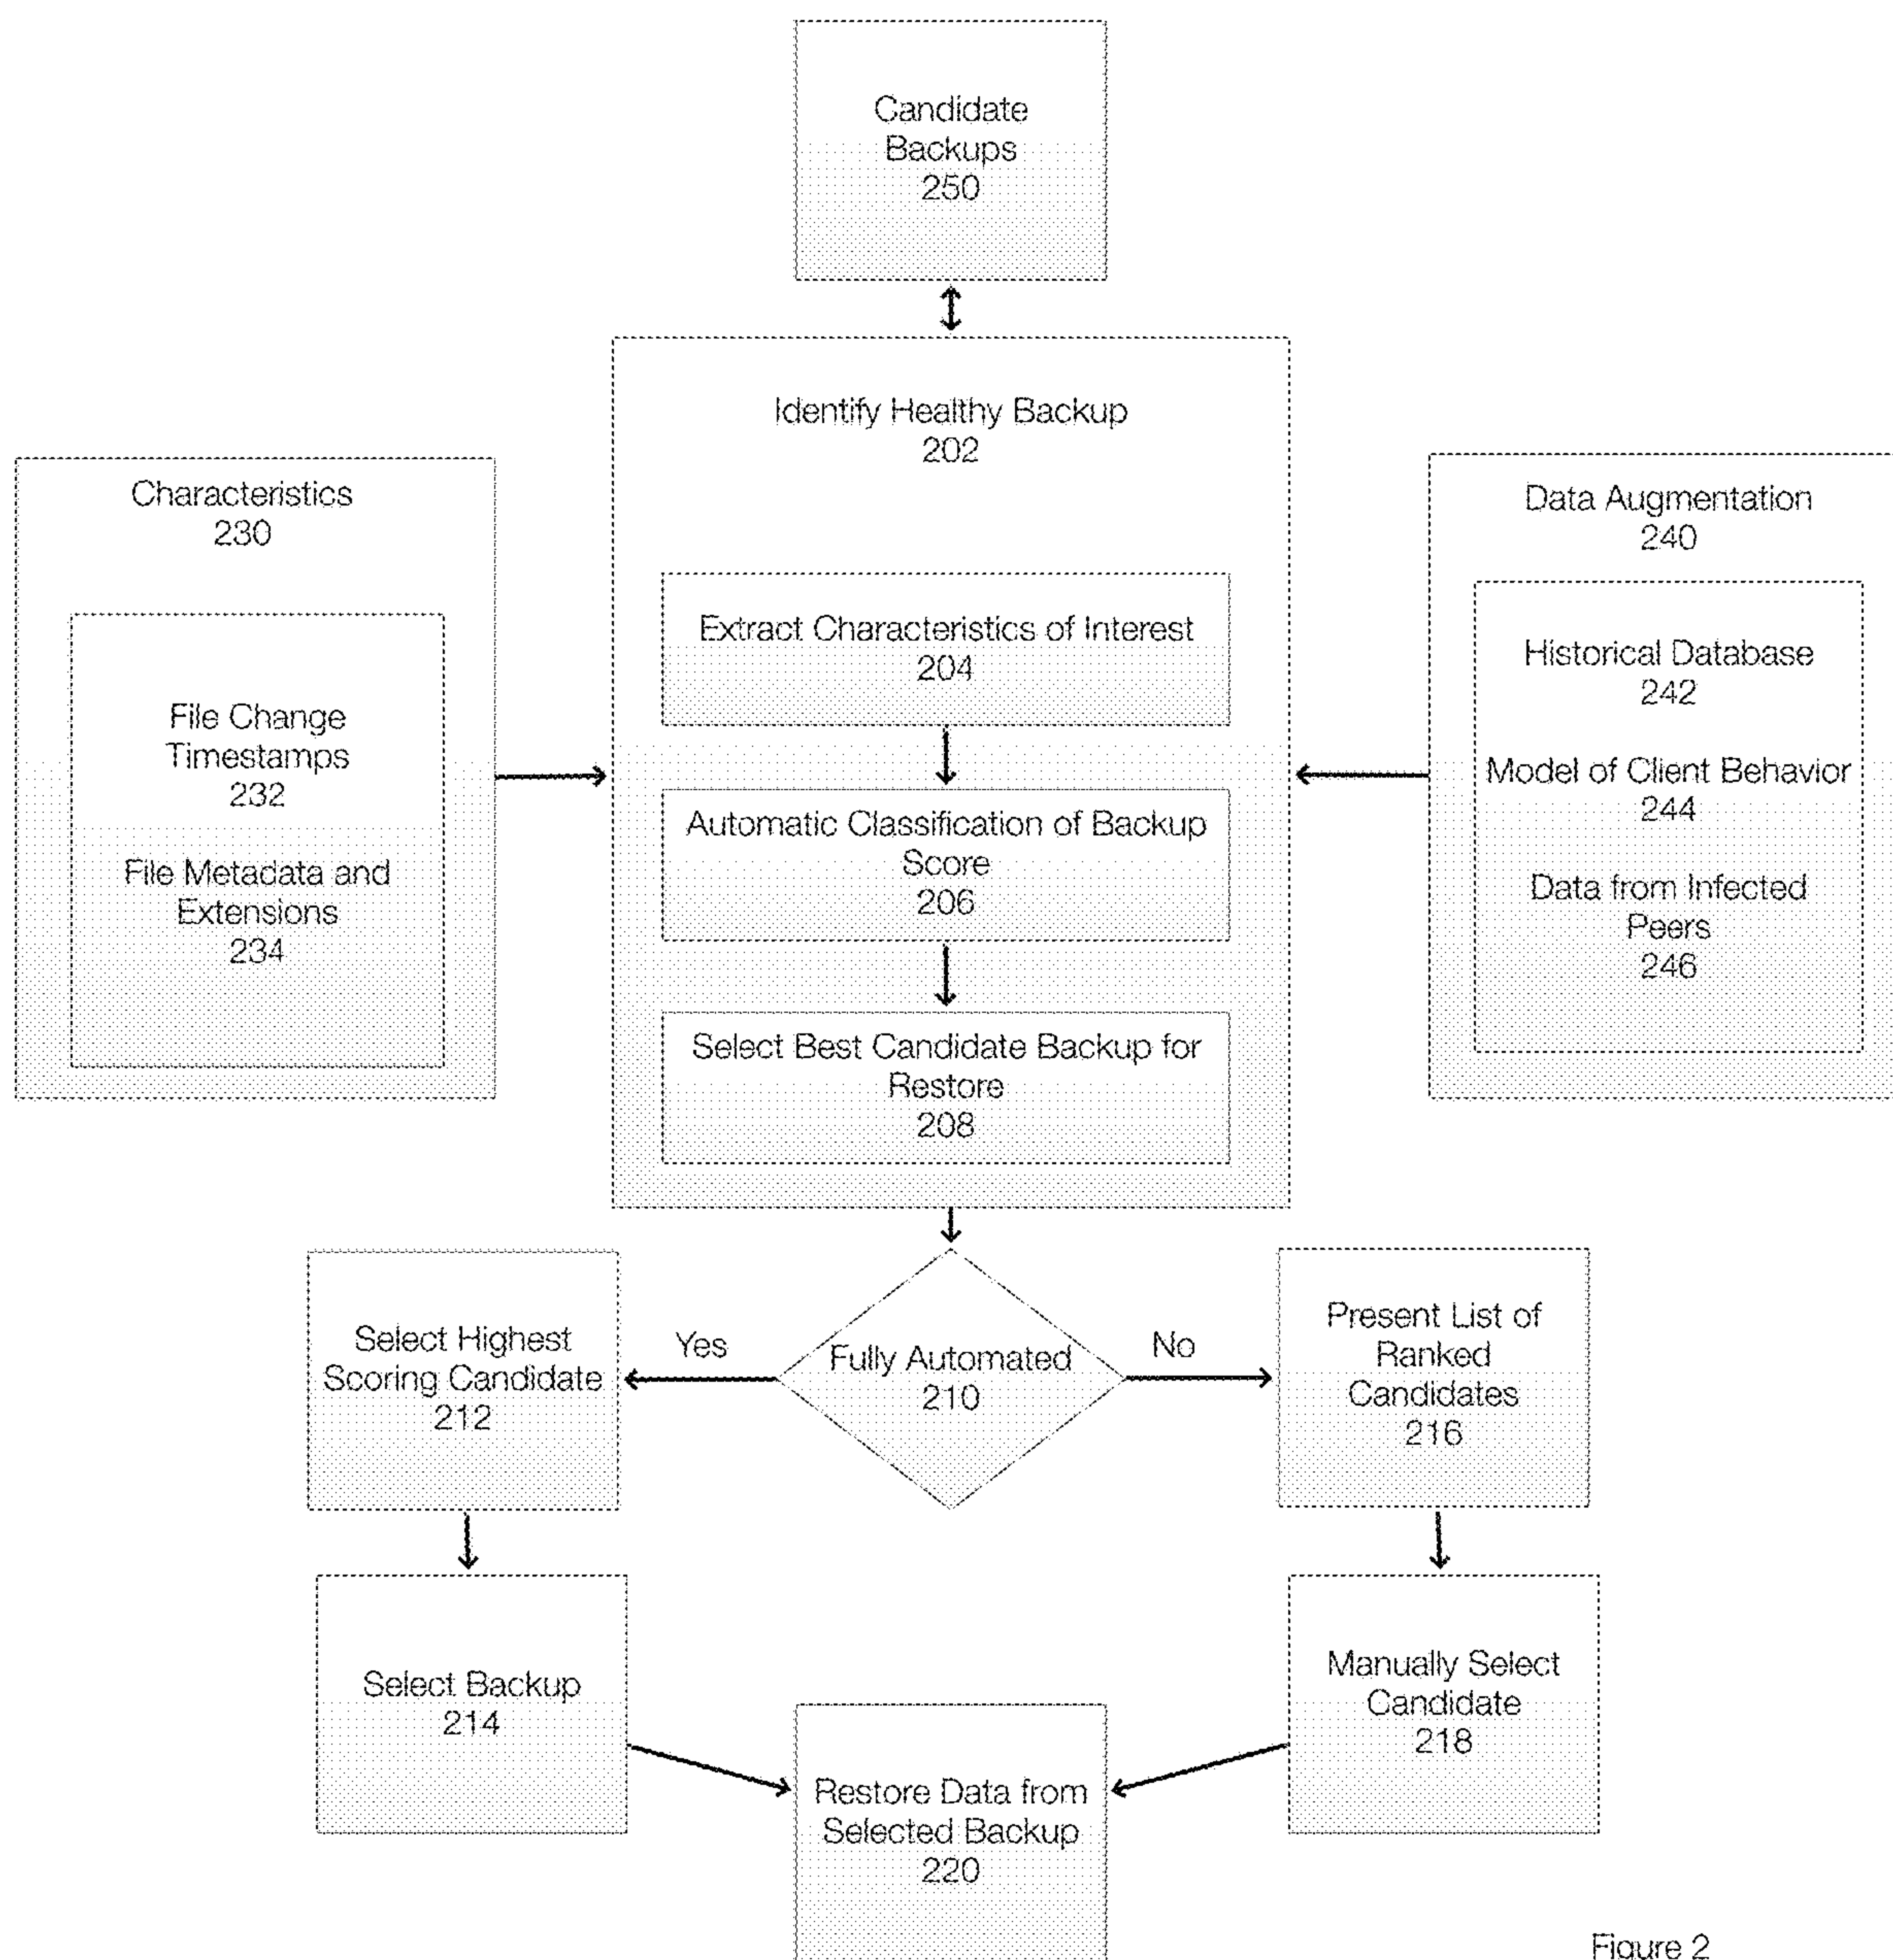 Candidate
Backups
250
Identify Healthy Backup
202
Characteristics
230
File Change
Timestamps
232
File Metadata and
Extensions
234
Extract Characteristics of Interest
204
Automatic Classification of Backup
Score
206
Select Best Candidate Backup for
Restore
208
Data Augmentation
240
Historical Database
242
Model of Client Behavior
244
Data from Infected
Peers
246
Fully Automated
210
Yes
No
Select Highest
Scoring Candidate
212
Present List of
Ranked
Candidates
216
Select Backup
214
Manually Select
Candidate
218
Restore Data from
Selected Backup
220
Figure 2